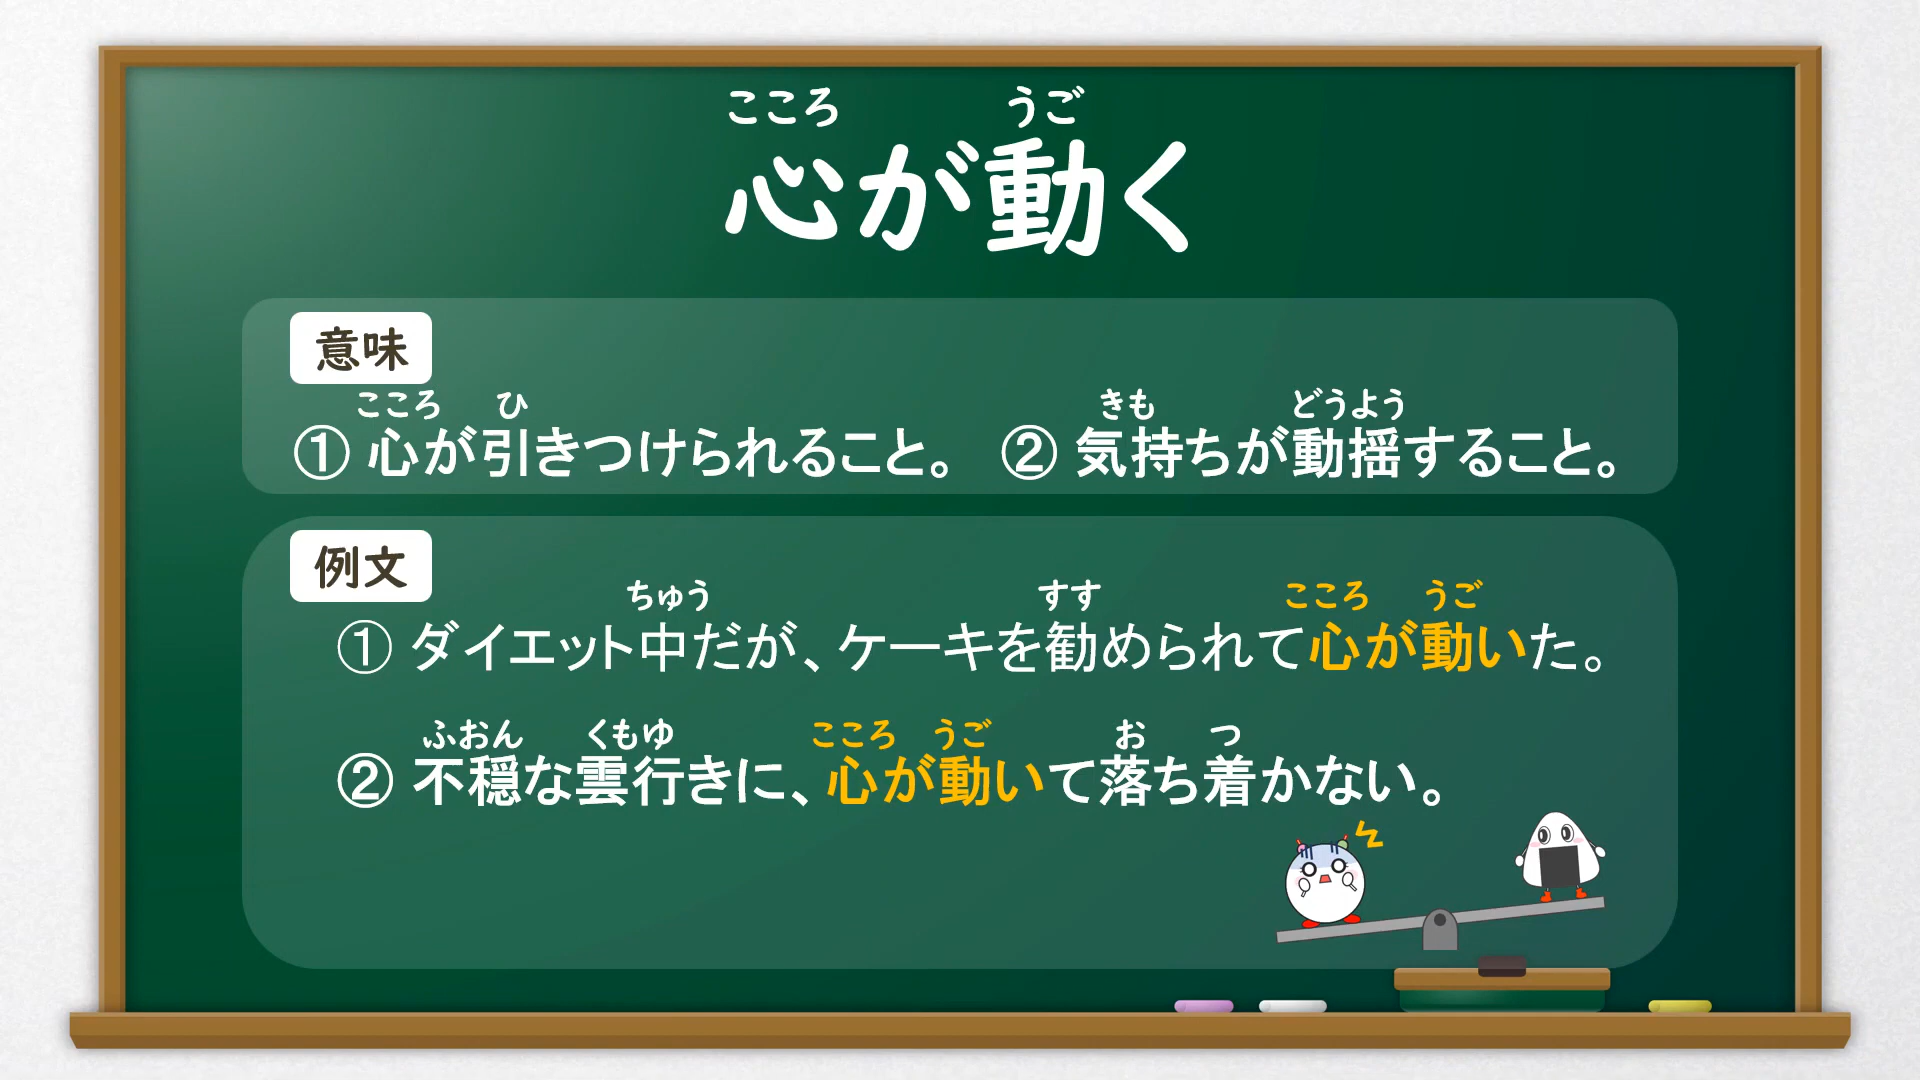 こころ うご
心が動く
意味
こころ ひ きも どうよう
① 心が引きつけられること。 ② 気持ちが動揺すること。
例文
ちゅう すす こころ うご
① ダイエット中だが、ケーキを勧められて心が動いた。
ふおん くもゆ こころ うご お つ
② 不穏な雲行きに、心が動いて落ち着かない。